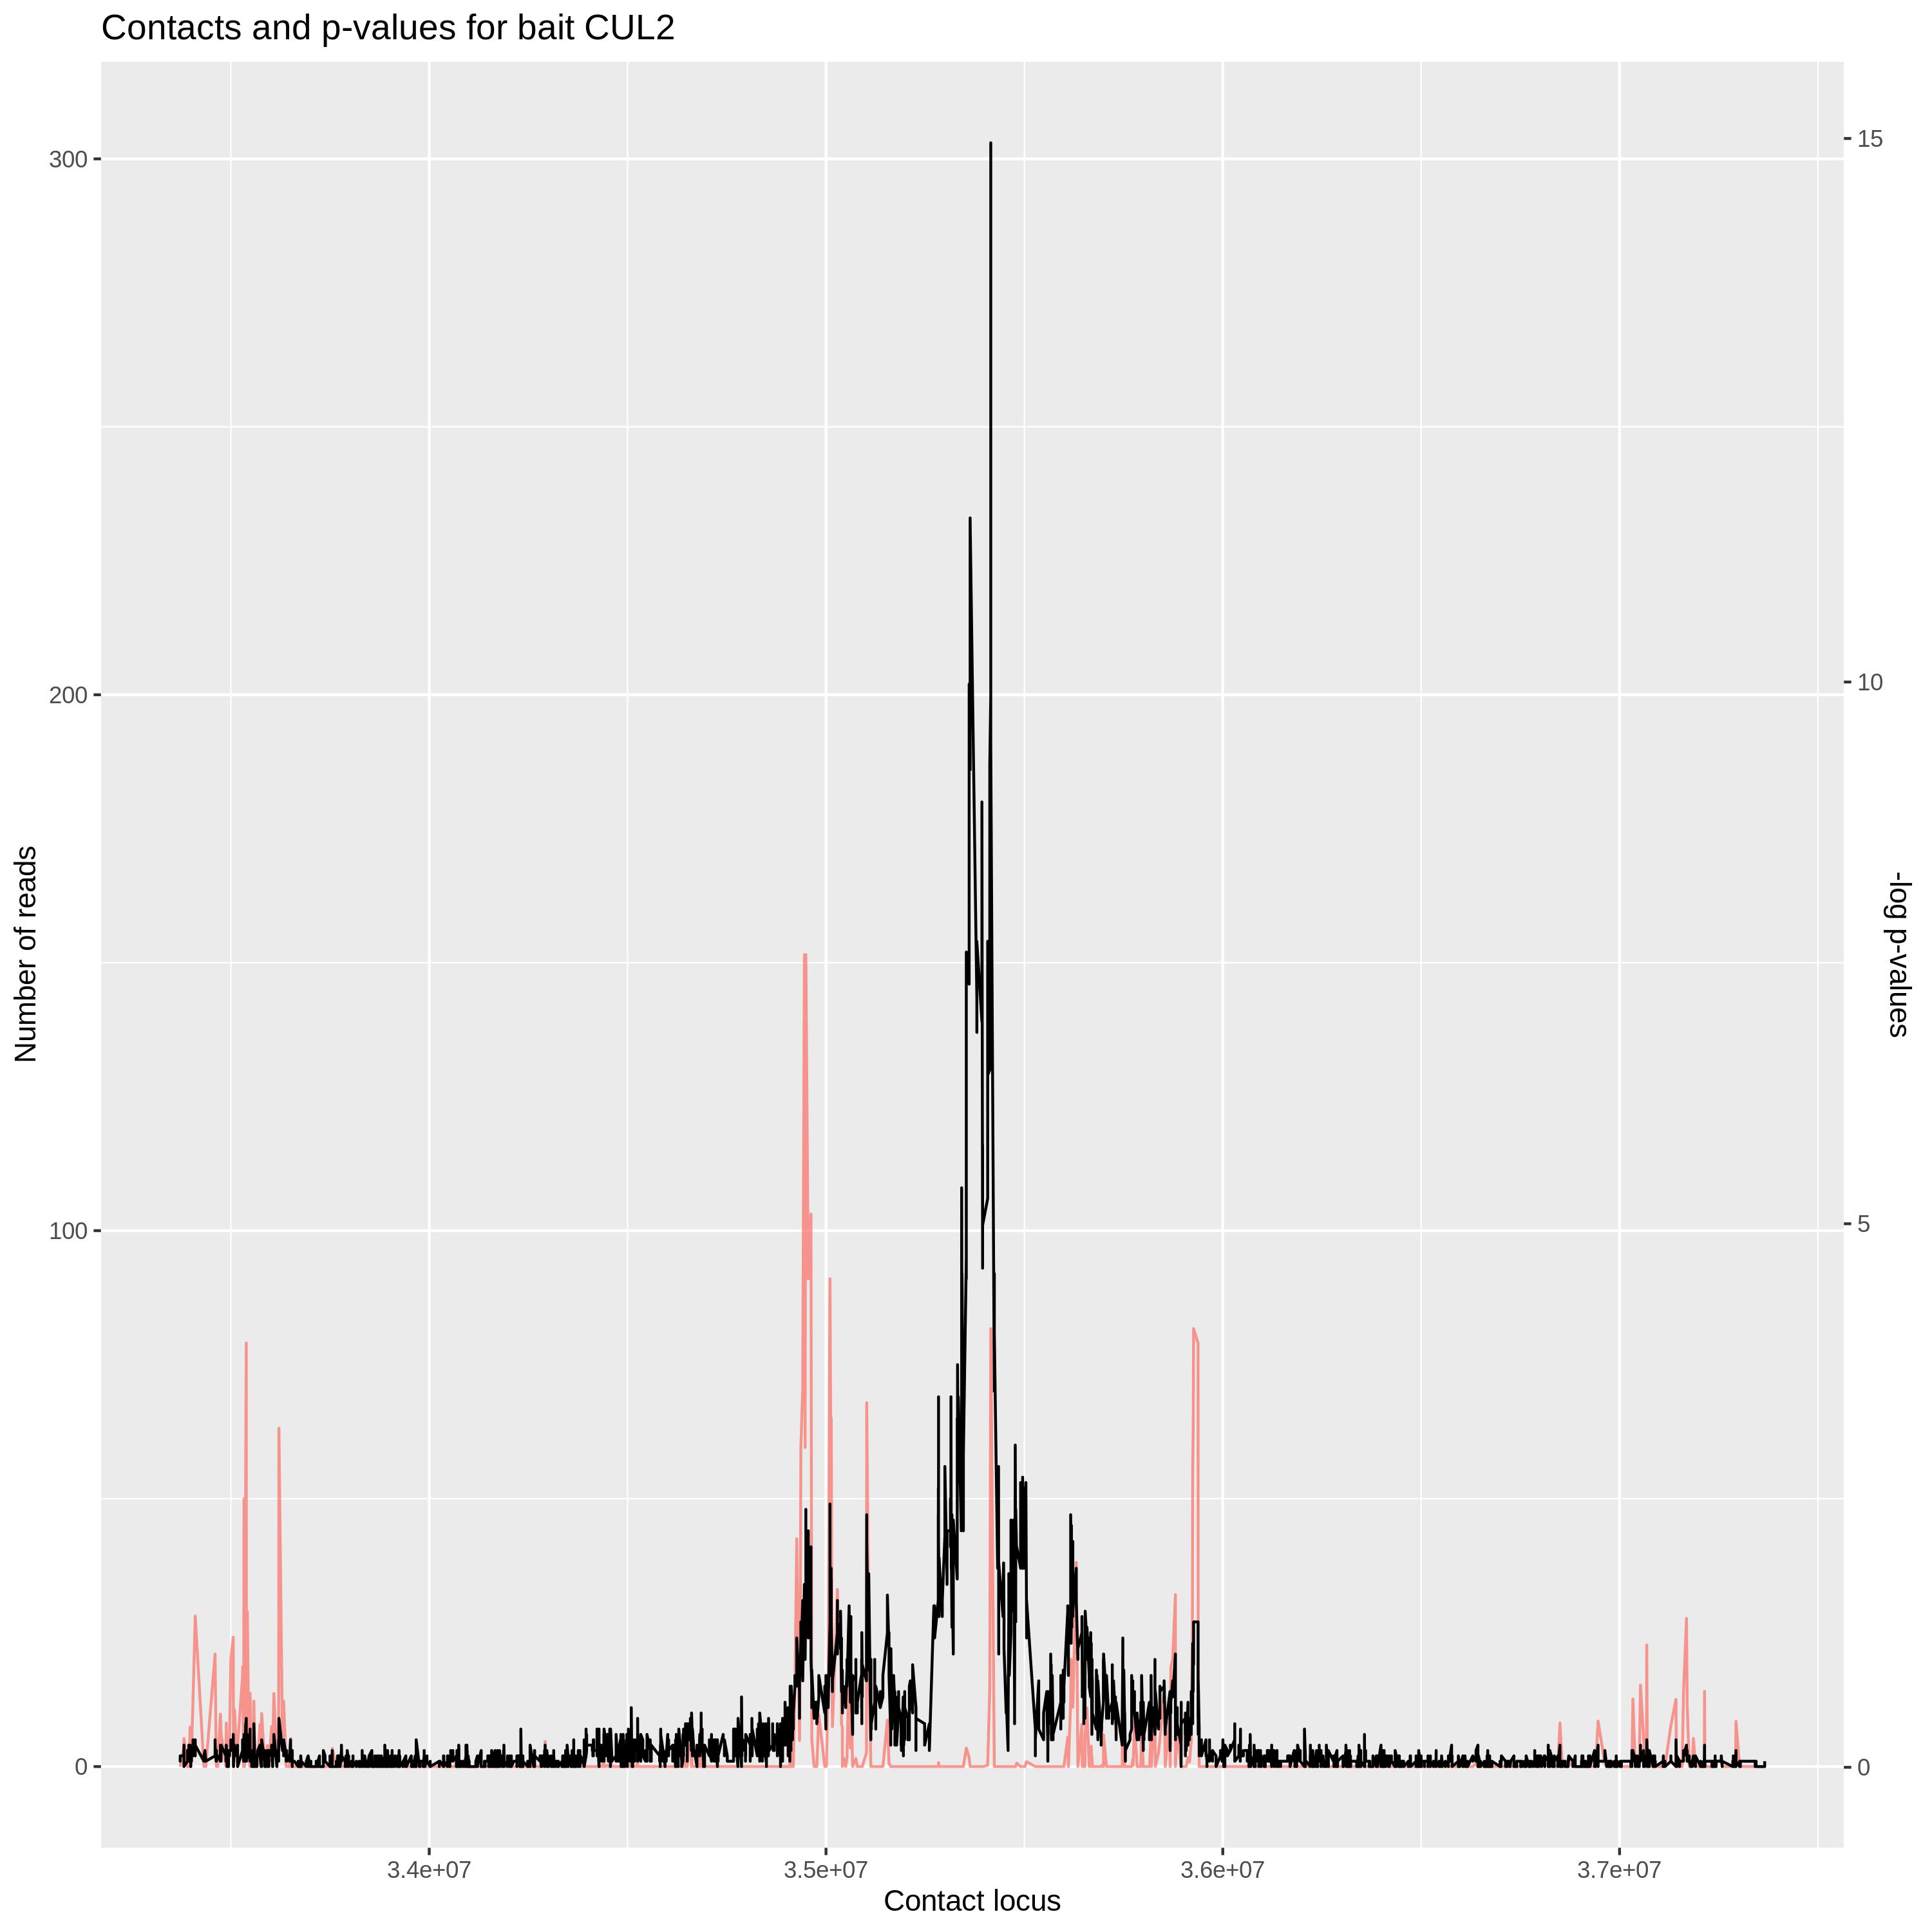 Contacts and p-values for bait CUL2
300
200
100
0
15
10
5
0
Number of reads
-log p-values
3.4e+07
3.5e+07
3.6e+07
3.7e+07
Contact locus